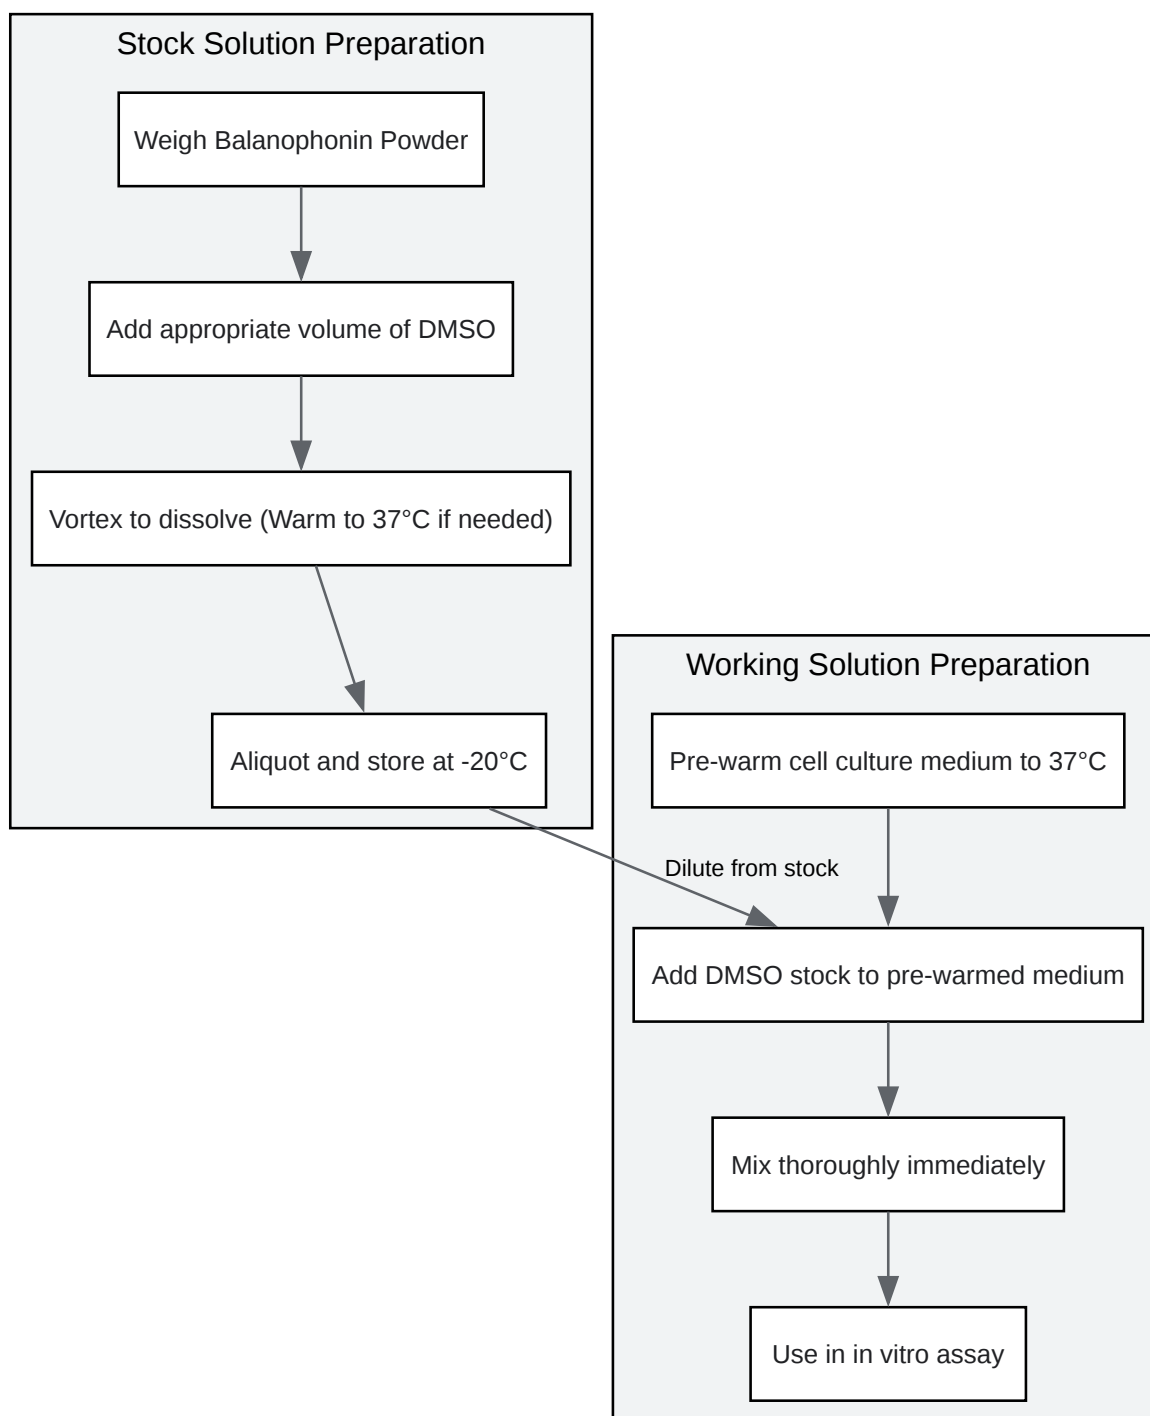 Stock Solution Preparation
Weigh Balanophonin Powder
Add appropriate volume of DMSO
Vortex to dissolve (Warm to 37°C if needed)
Aliquot and store at -20°C
Working Solution Preparation
Pre-warm cell culture medium to 37°C
Dilute from stock
Add DMSO stock to pre-warmed medium
Mix thoroughly immediately
Use in in vitro assay